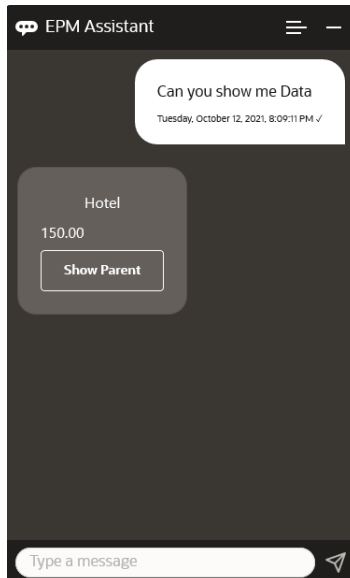 EPM Assistant
Can you show me Data
Tuesday, October 12, 2021, 8:09:11 PM ✓
Hotel
150.00
Show Parent
Type a message